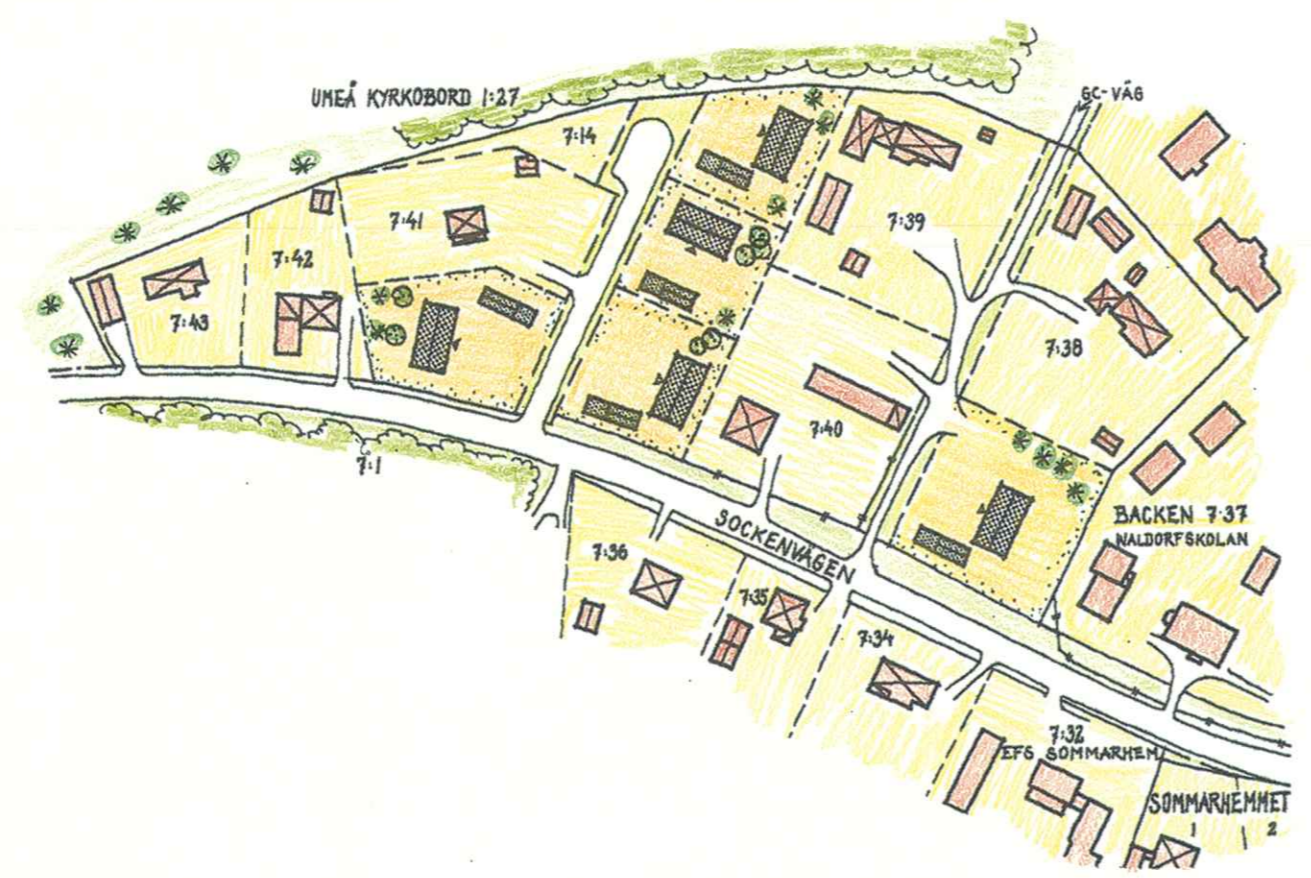 UMEÅ KYRKOBORD 1:27
GC-VÄG
7:14
7:41
7:39
7:42
7:43
7:38
7:40
7:1
SOCKENVÄGEN
BACKEN 7:37
WALDORFSKOLAN
7:36
7:35
7:34
7:32
EFS SOMMARHEM
SOMMARHEMMET
1 2